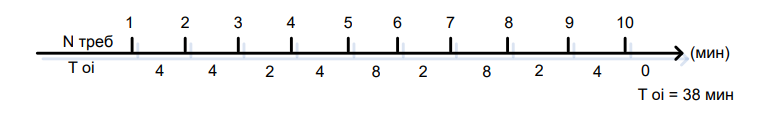 1 2 3 4 5 6 7 8 9 10
N треб (мин)
T oi 4 4 2 4 8 2 8 2 4 0
T oi = 38 мин